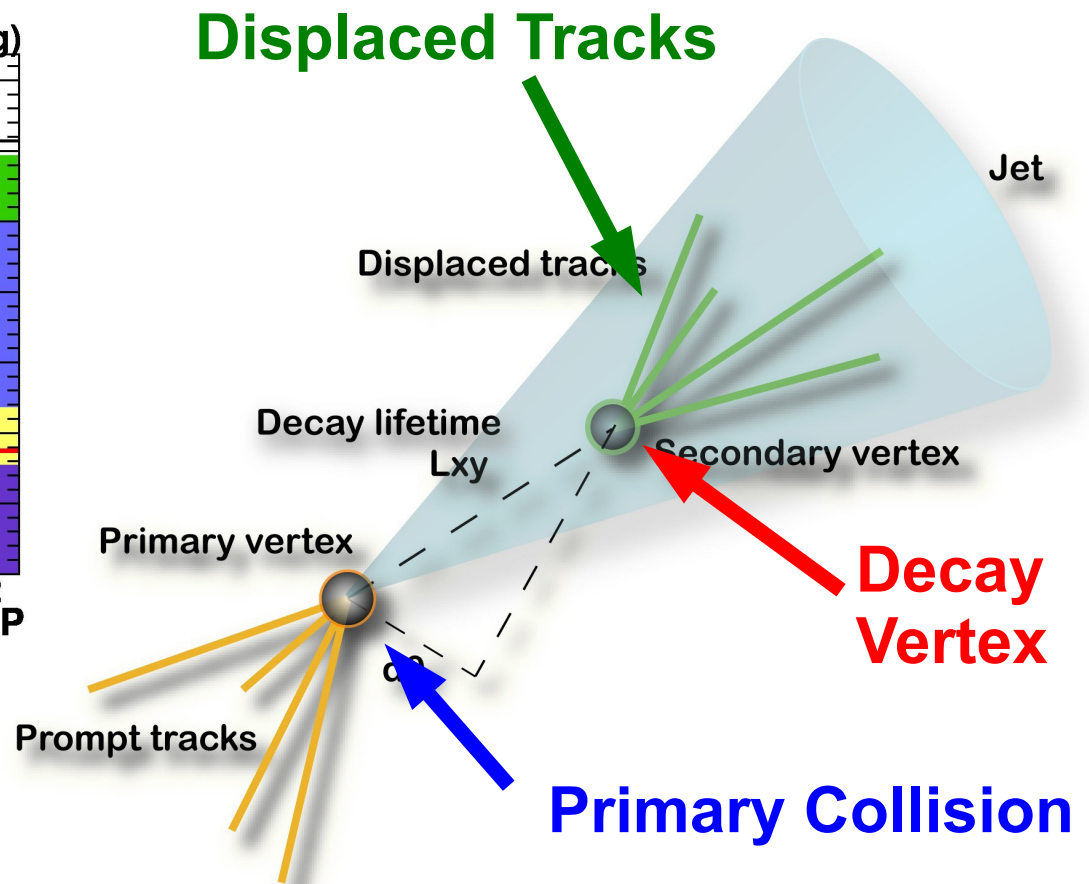 g)
Displaced Tracks
Jet
Displaced tracks
Decay lifetime
Lxy
Secondary vertex
Primary vertex
Decay
Vertex
P
d0
Prompt tracks
Primary Collision